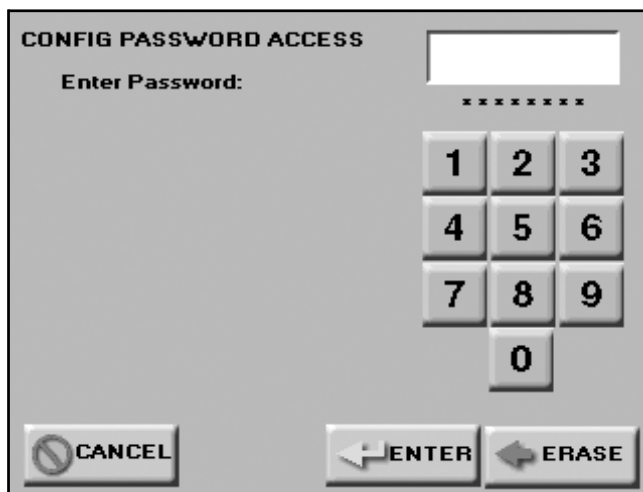 CONFIG PASSWORD ACCESS
Enter Password:
********
1 2 3
4 5 6
7 8 9
0
CANCEL ENTER ERASE